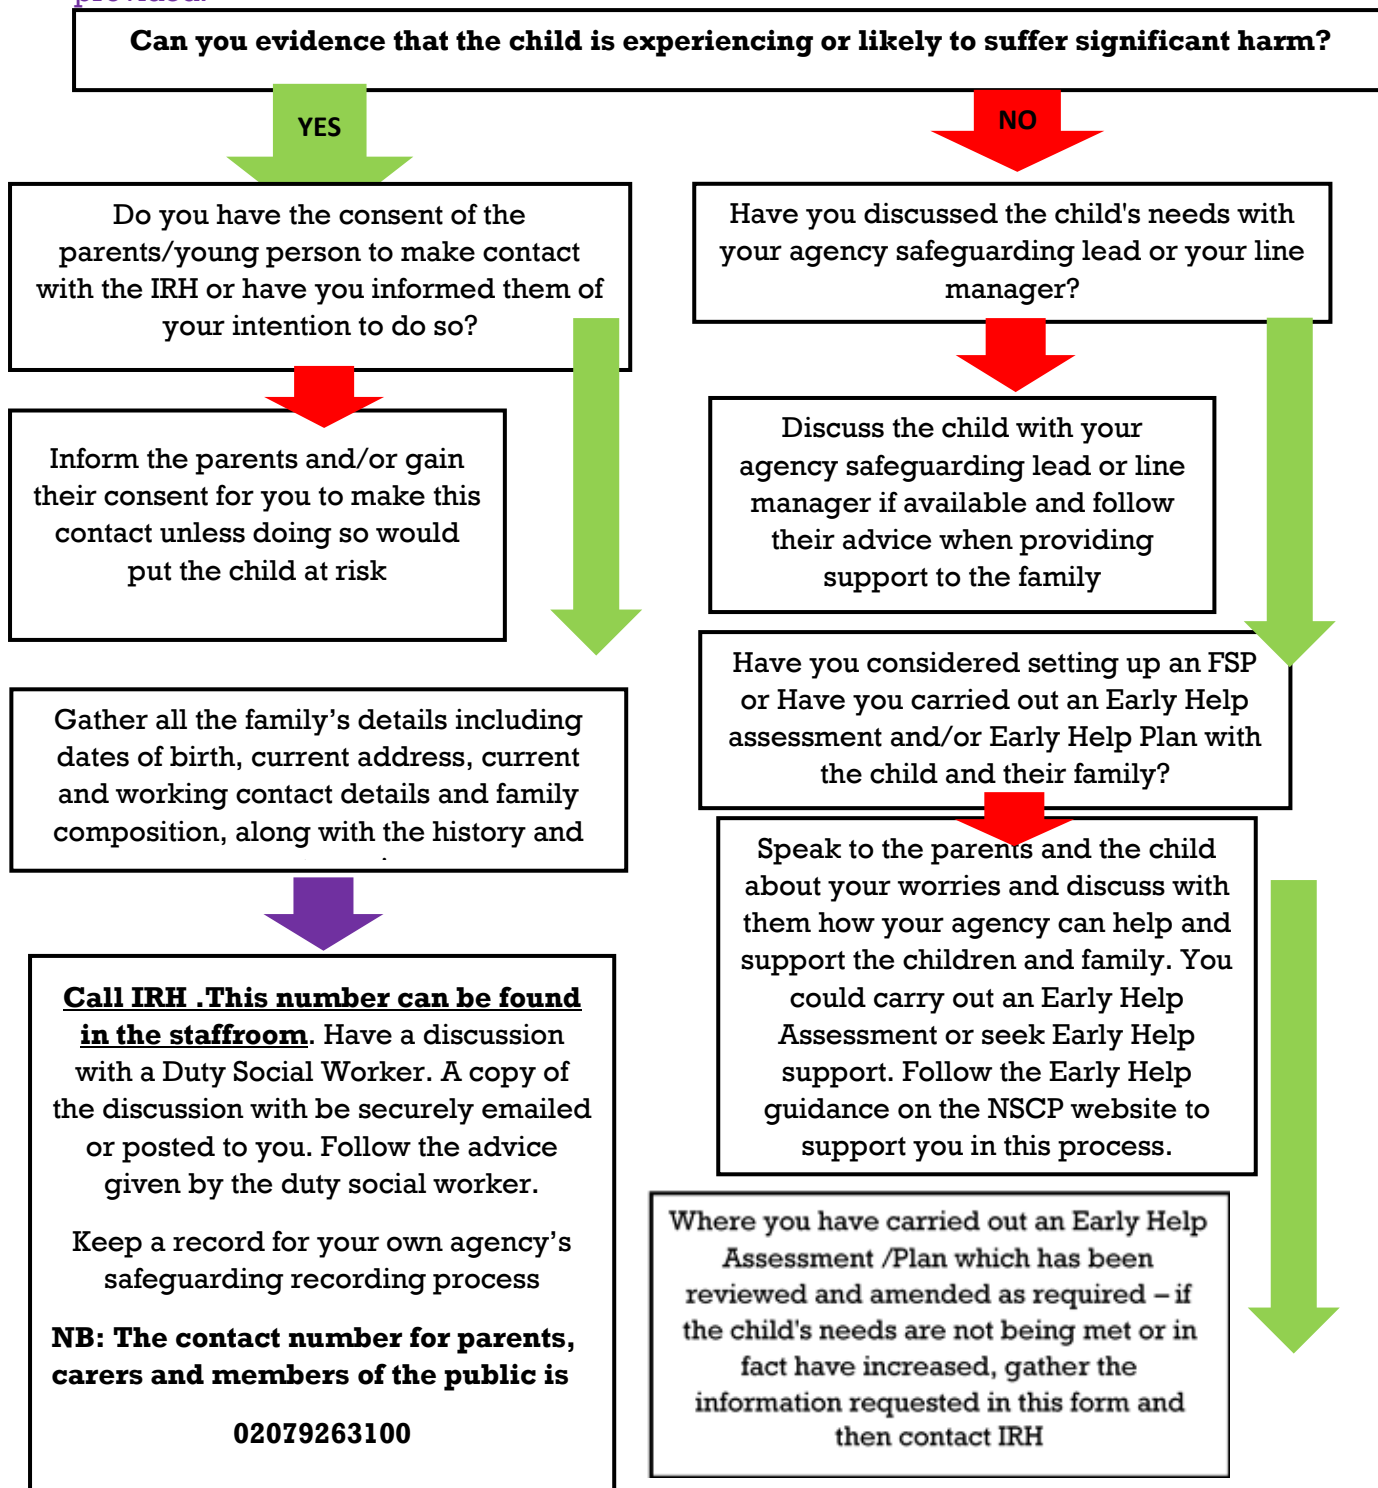 provided.
Can you evidence that the child is experiencing or likely to suffer significant harm?
YES
NO
Do you have the consent of the
parents/young person to make contact
with the IRH or have you informed them of
your intention to do so?
Have you discussed the child's needs with
your agency safeguarding lead or your line
manager?
Inform the parents and/or gain
their consent for you to make this
contact unless doing so would
put the child at risk
Discuss the child with your
agency safeguarding lead or line
manager if available and follow
their advice when providing
support to the family
Gather all the family's details including
dates of birth, current address, current
and working contact details and family
composition, along with the history and
Have you considered setting up an FSP
or Have you carried out an Early Help
assessment and/or Early Help Plan with
the child and their family?
Speak to the parents and the child
about your worries and discuss with
them how your agency can help and
support the children and family. You
could carry out an Early Help
Assessment or seek Early Help
support. Follow the Early Help
guidance on the NSCP website to
support you in this process.
Call IRH .This number can be found
in the staffroom. Have a discussion
with a Duty Social Worker. A copy of
the discussion with be securely emailed
or posted to you. Follow the advice
given by the duty social worker.
Keep a record for your own agency's
safeguarding recording process
NB: The contact number for parents,
carers and members of the public is
02079263100
Where you have carried out an Early Help
Assessment /Plan which has been
reviewed and amended as required – if
the child's needs are not being met or in
fact have increased, gather the
information requested in this form and
then contact IRH